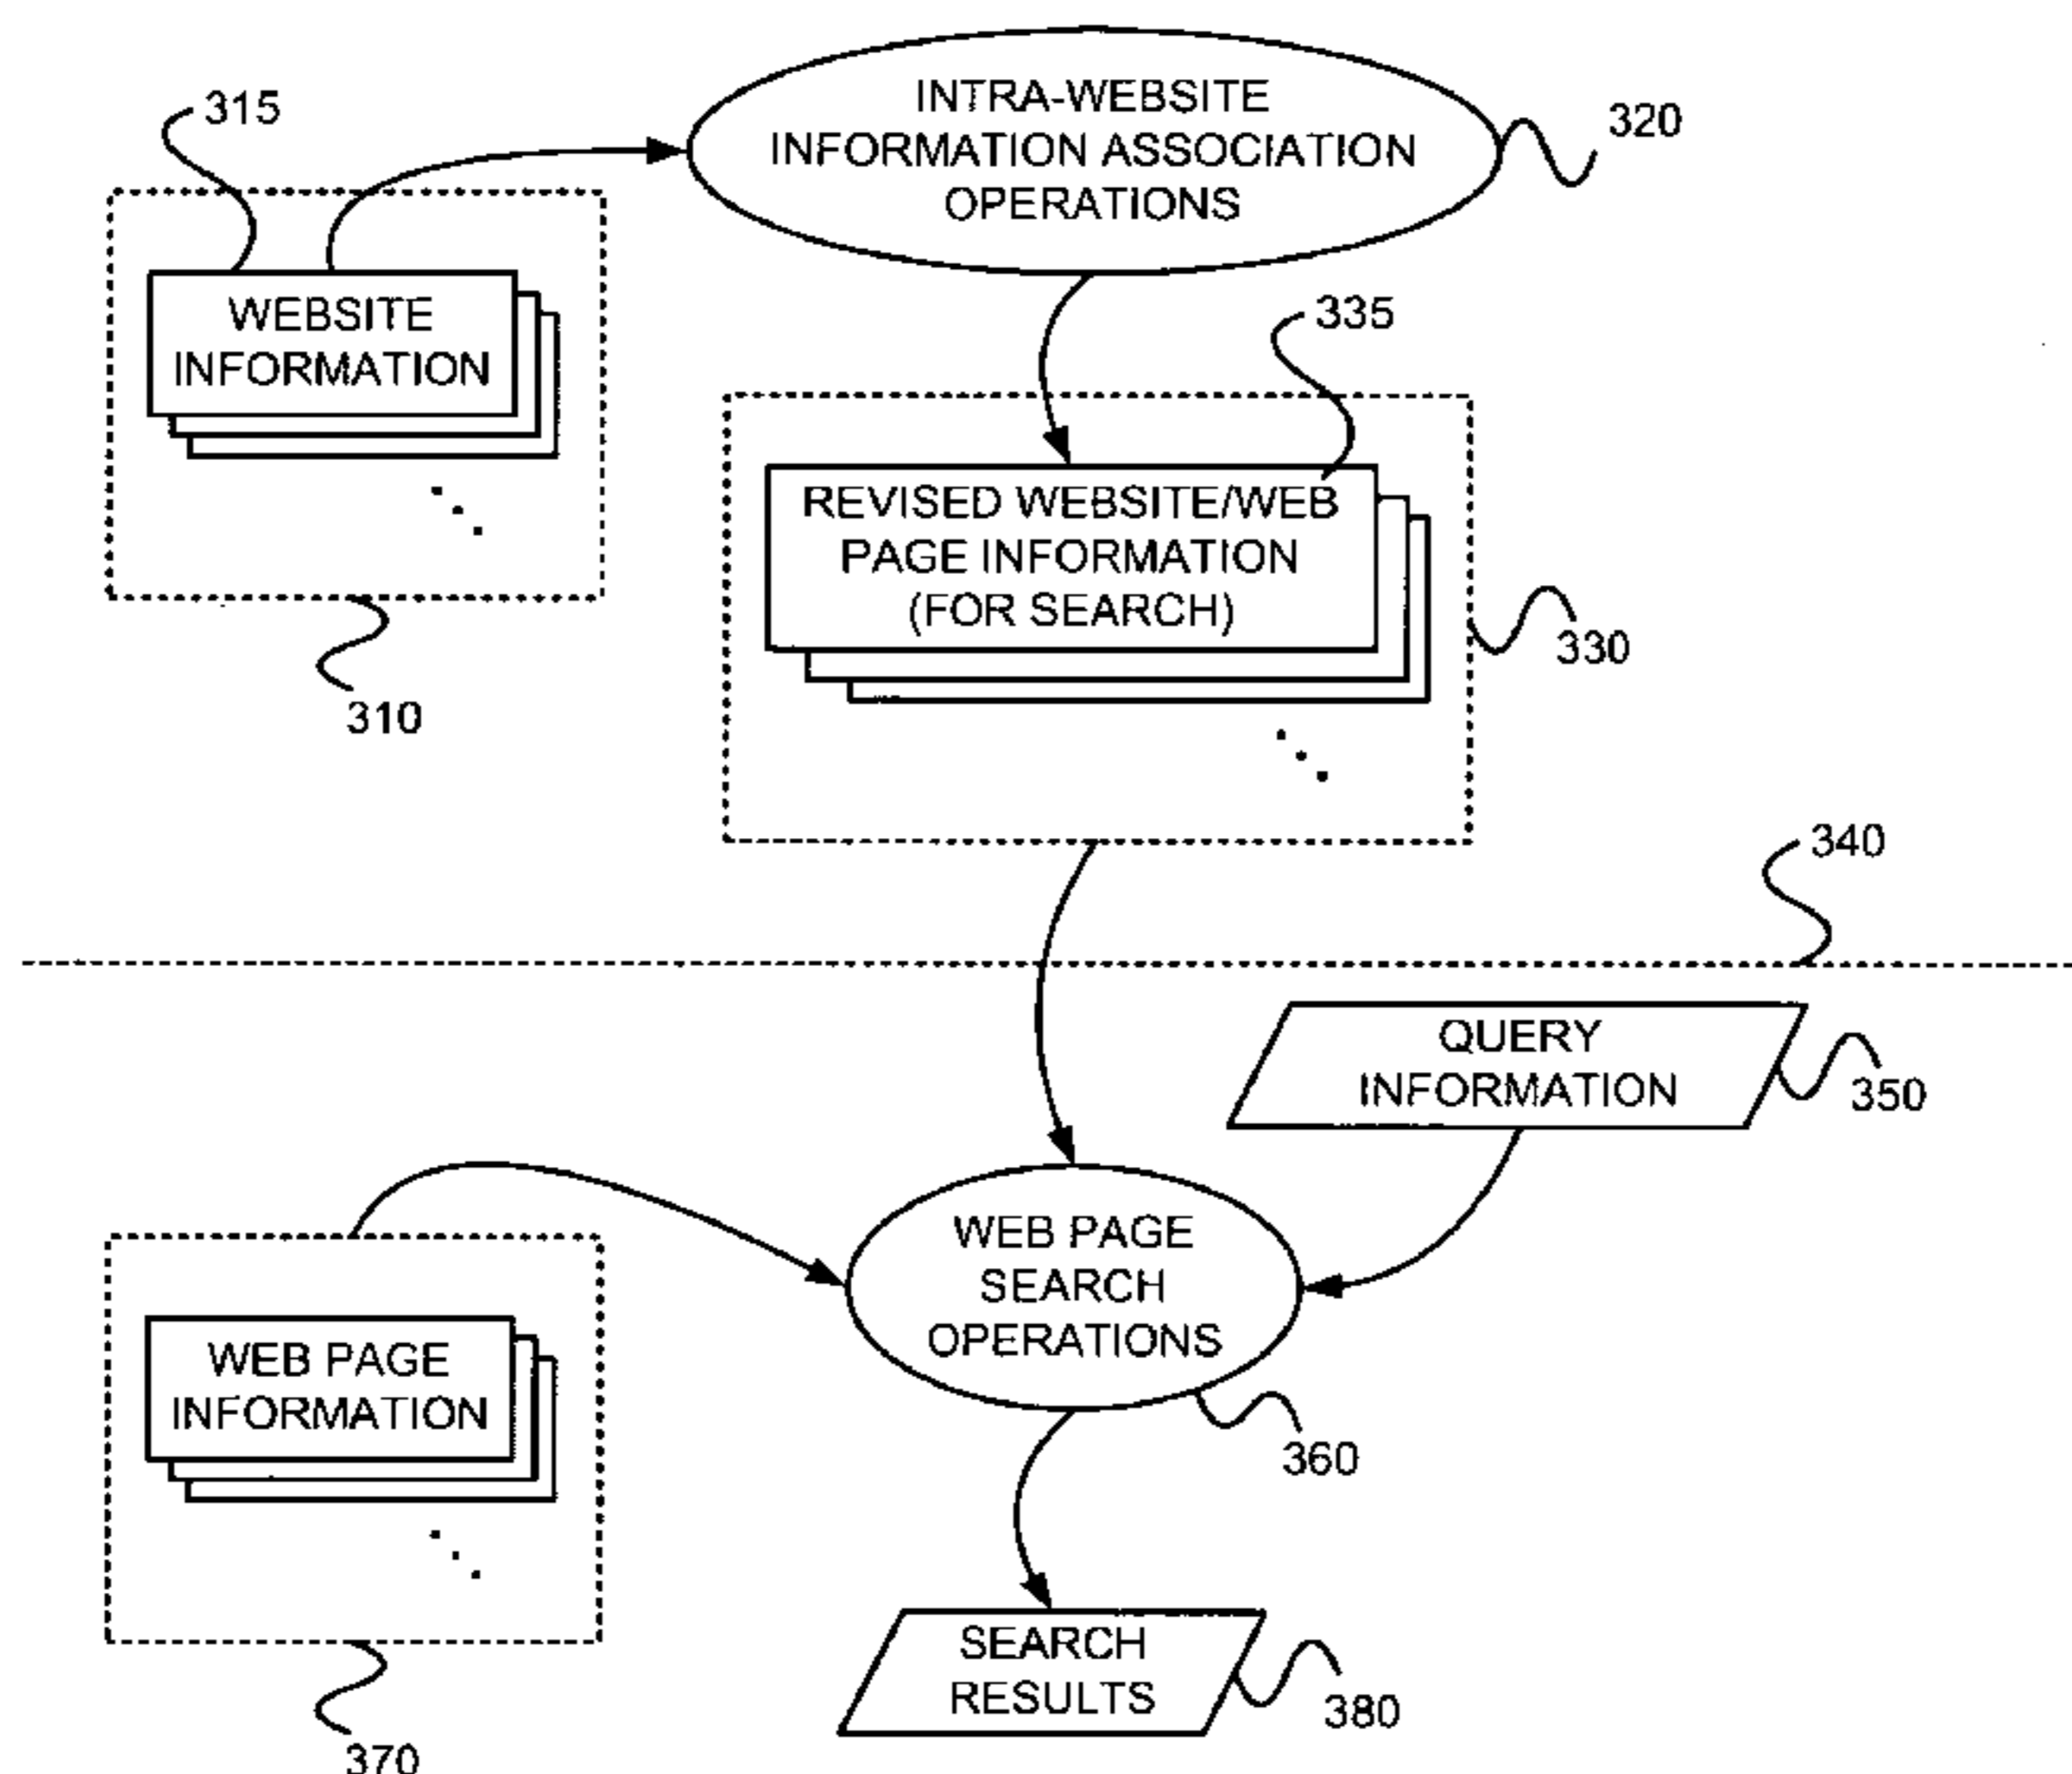 315
INTRA-WEBSITE
INFORMATION ASSOCIATION
OPERATIONS
320
WEBSITE
INFORMATION
310
335
REVISED WEBSITE/WEB
PAGE INFORMATION
(FOR SEARCH)
330
340
QUERY
INFORMATION
350
WEB PAGE
SEARCH
OPERATIONS
360
WEB PAGE
INFORMATION
370
SEARCH
RESULTS
380